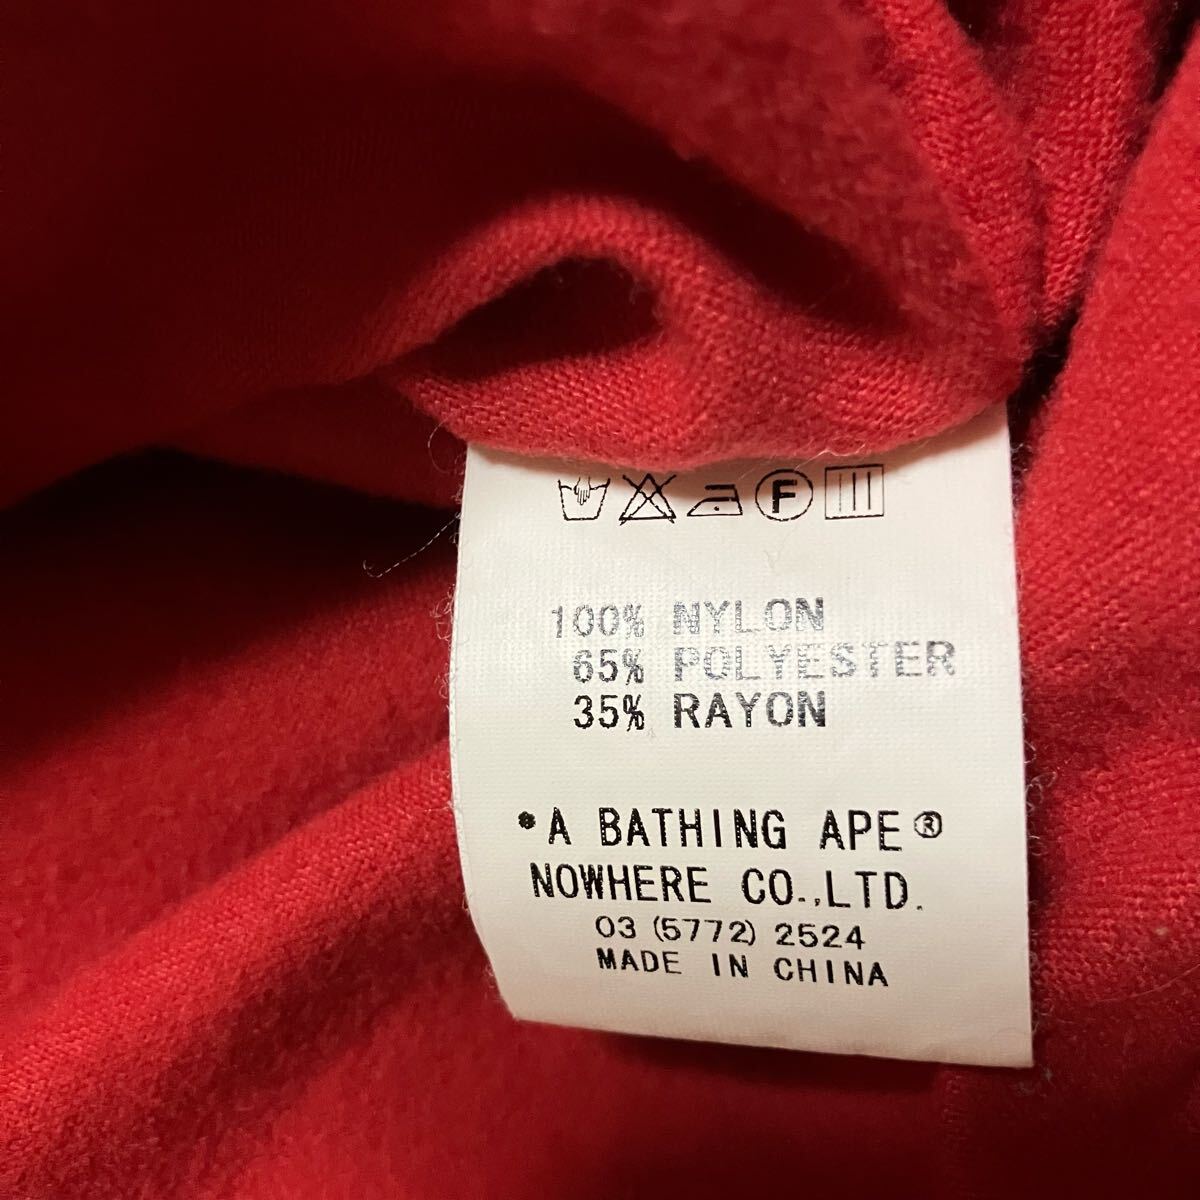 F
100% NYLON
65% POLYESTER
35% RAYON
•A BATHING APE®
NOWHERE CO.,LTD.
03 (5772) 2524
MADE IN CHINA